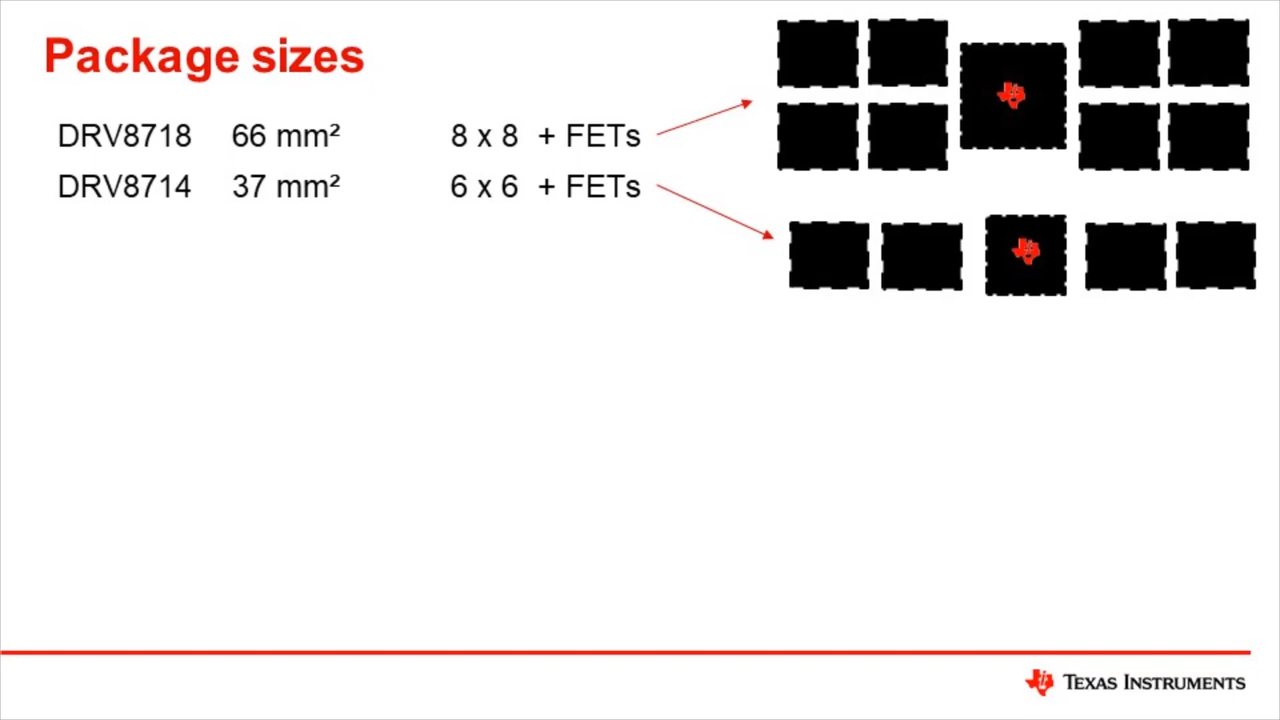 Package sizes
DRV8718 66 mm² 8 x 8 + FETs
DRV8714 37 mm² 6 x 6 + FETs
TEXAS INSTRUMENTS